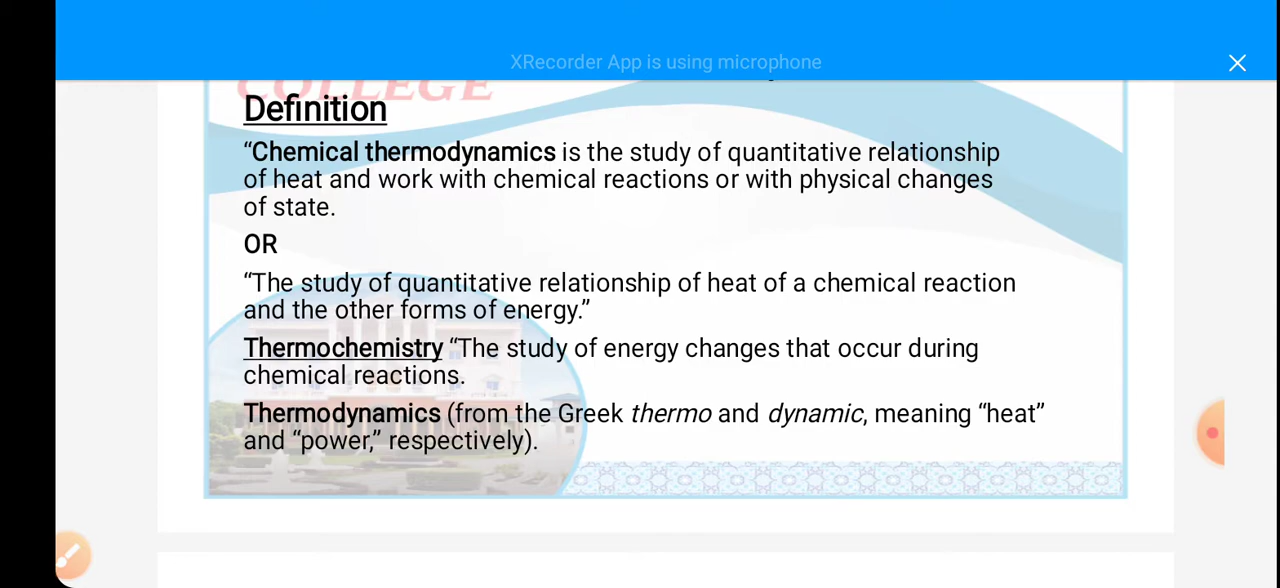 XRecorder App is using microphone
COLLEGE
Definition
“Chemical thermodynamics is the study of quantitative relationship
of heat and work with chemical reactions or with physical changes
of state.
OR
“The study of quantitative relationship of heat of a chemical reaction
and the other forms of energy.”
Thermochemistry “The study of energy changes that occur during
chemical reactions.
Thermodynamics (from the Greek thermo and dynamic, meaning “heat”
and “power,” respectively).